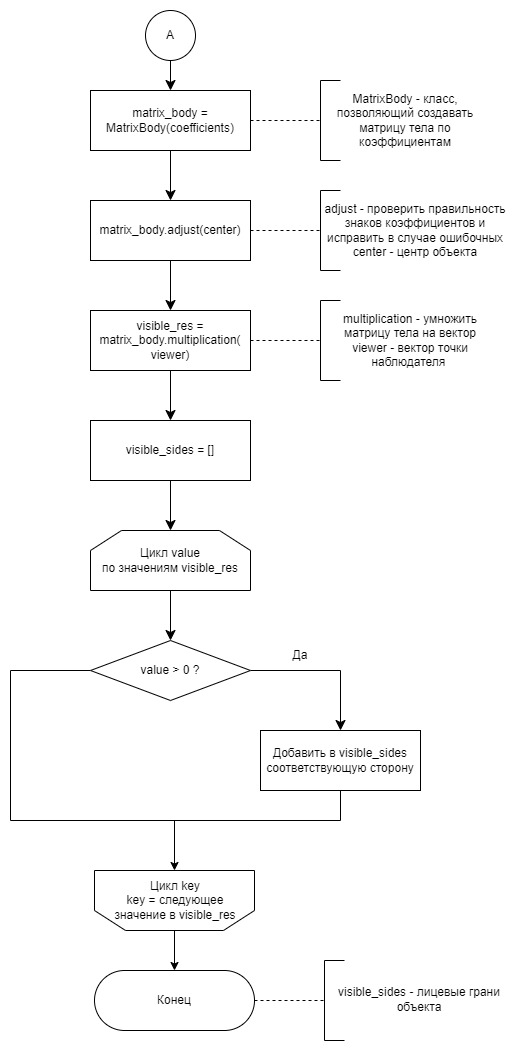 A
matrix_body =
MatrixBody(coefficients)
MatrixBody - класс,
позволяющий создавать
матрицу тела по
коэффициентам
matrix_body.adjust(center)
adjust - проверить правильность
знаков коэффициентов и
исправить в случае ошибочных
center - центр объекта
visible_res =
matrix_body.multiplication(
viewer)
multiplication - умножить
матрицу тела на вектор
viewer - вектор точки
наблюдателя
visible_sides = []
Цикл value
по значениям visible_res
value > 0 ?
Да
Добавить в visible_sides
соответствующую сторону
Цикл key
key = следующее
значение в visible_res
Конец
visible_sides - лицевые грани
объекта